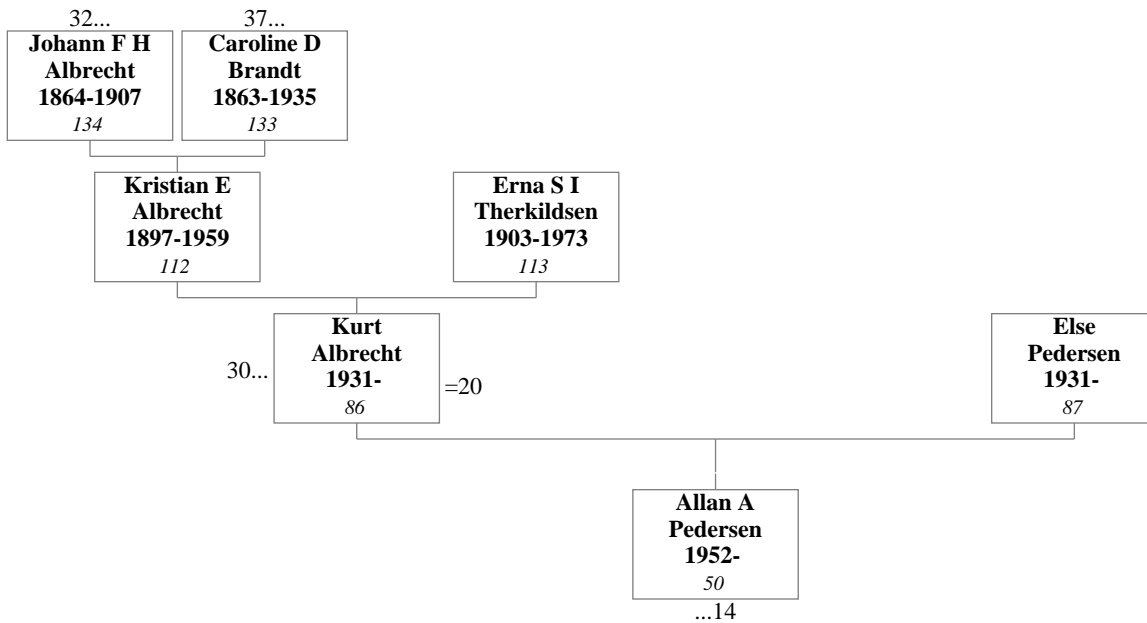 32...
Johann F H
Albrecht
1864-1907
134
37...
Caroline D
Brandt
1863-1935
133
Kristian E
Albrecht
1897-1959
112
Erna S I
Therkildsen
1903-1973
113
30...
Kurt
Albrecht
1931-
86
=20
Else
Pedersen
1931-
87
Allan A
Pedersen
1952-
50
...14